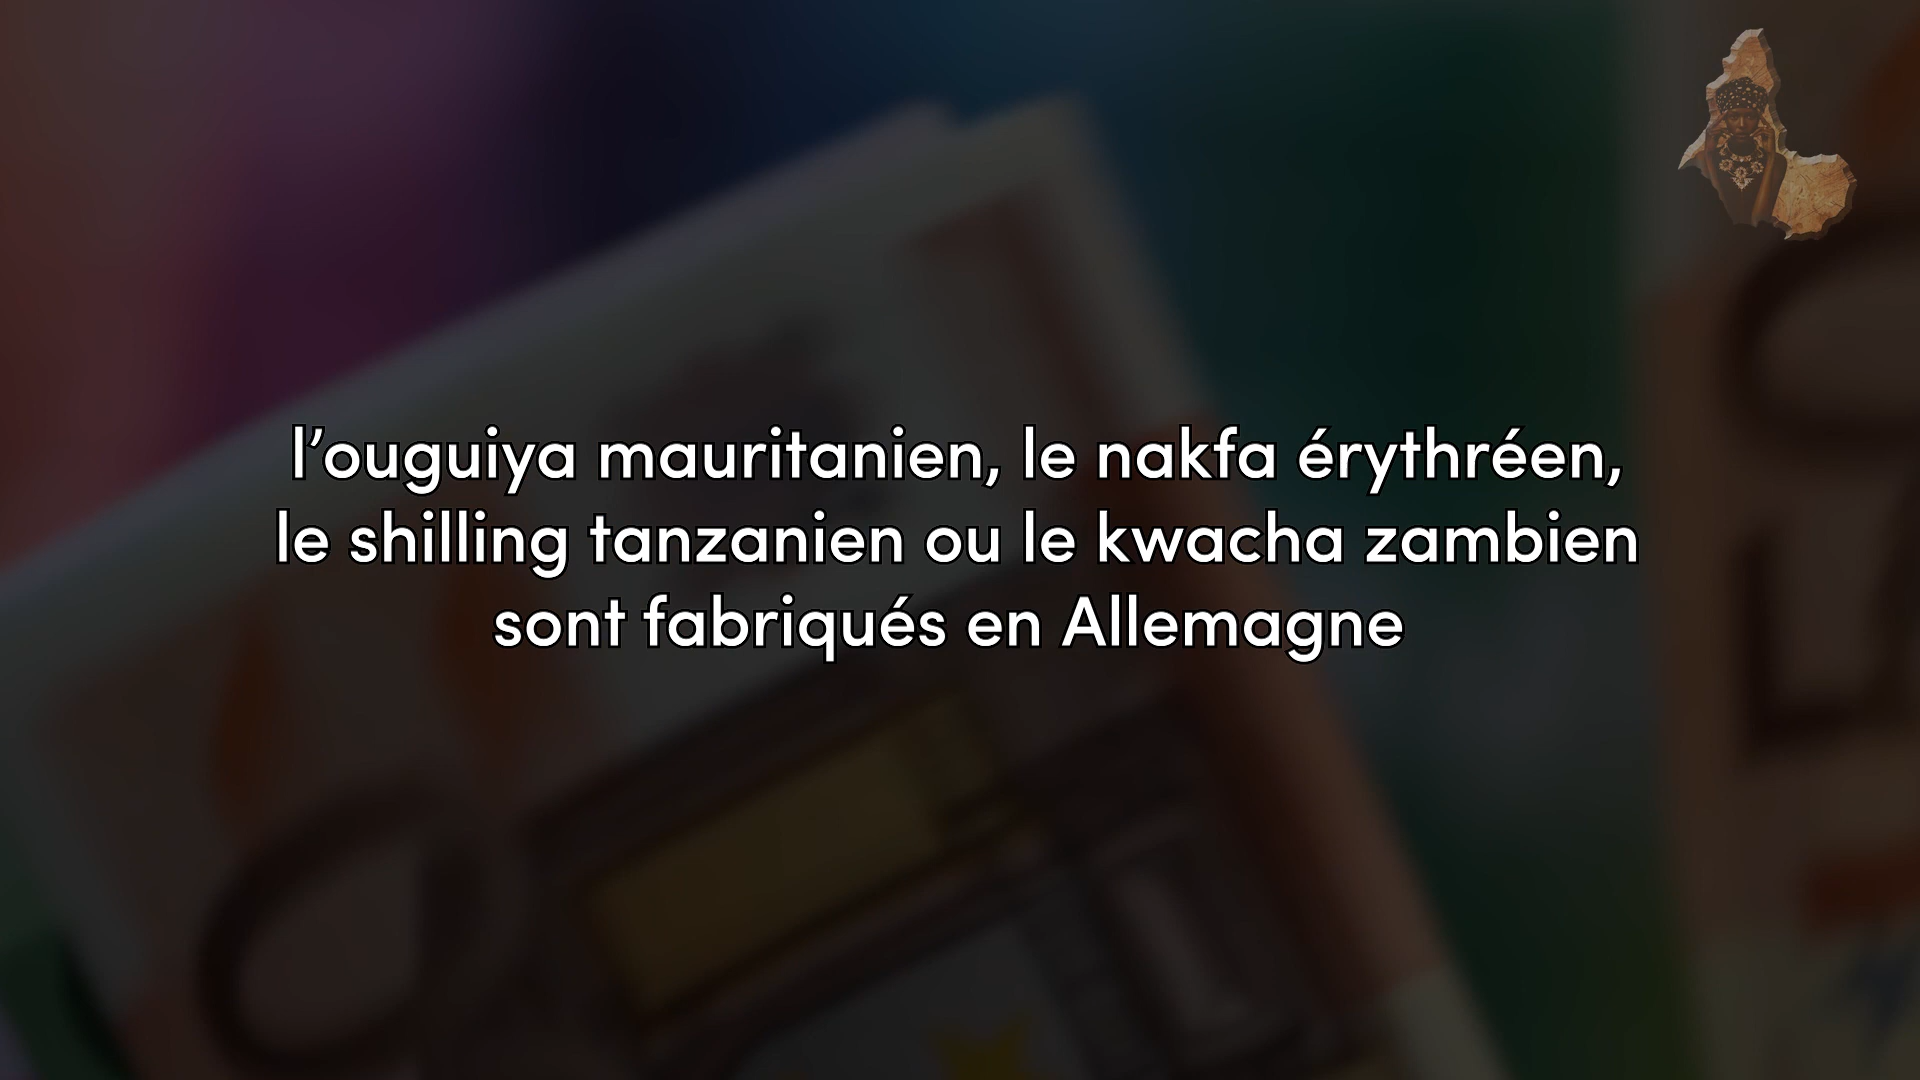 l’ouguiya mauritanien, le nakfa érythréen,
le shilling tanzanien ou le kwacha zambien
sont fabriqués en Allemagne